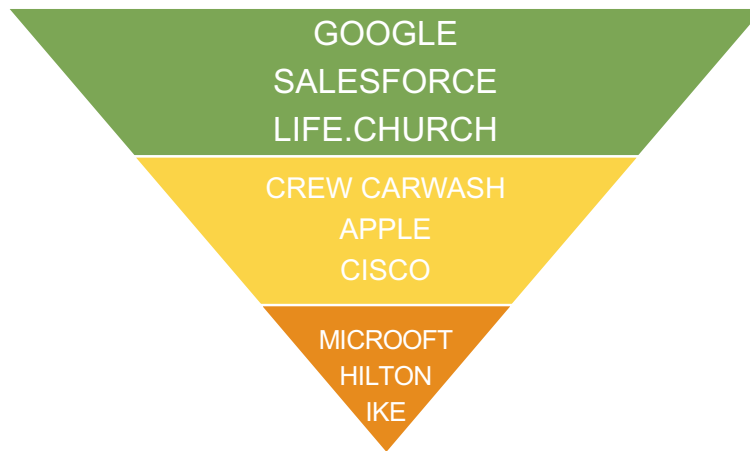 GOOGLE
SALESFORCE
LIFE.CHURCH
CREW CARWASH
APPLE
CISCO
MICROOFT
HILTON
IKE